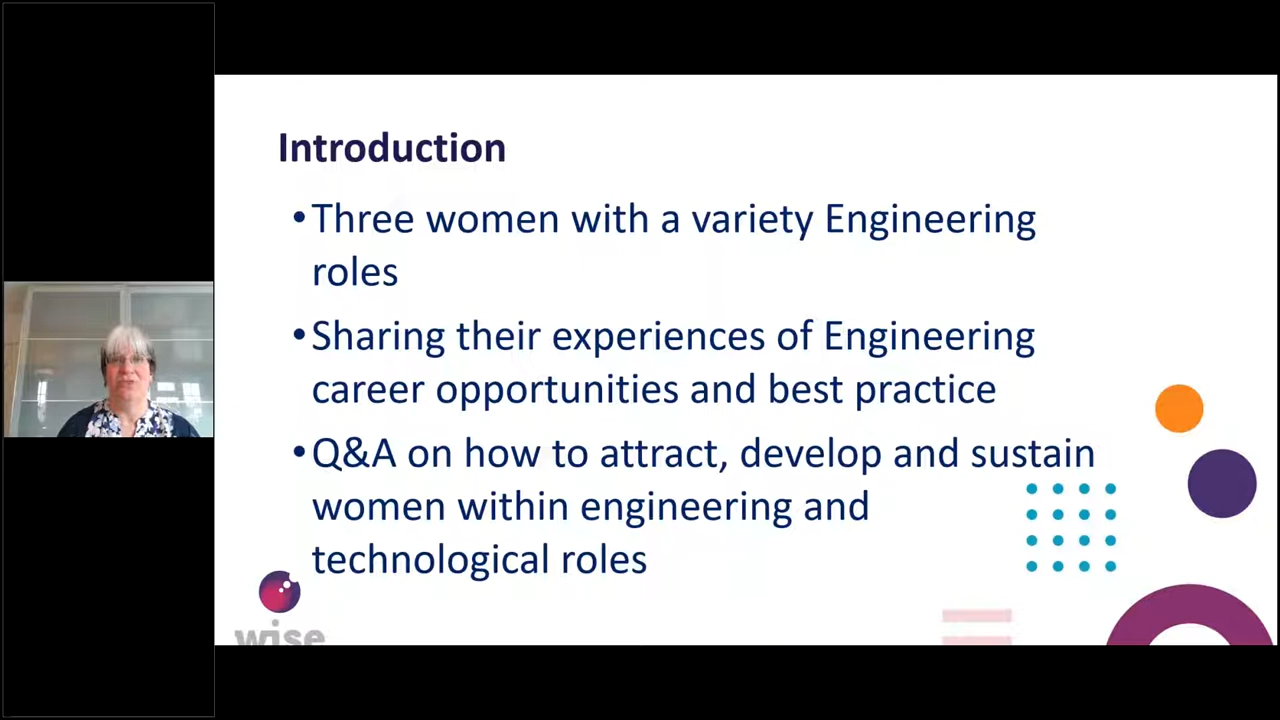 Introduction
•Three women with a variety Engineering
roles
•Sharing their experiences of Engineering
career opportunities and best practice
•Q&A on how to attract, develop and sustain
women within engineering and
technological roles
wise